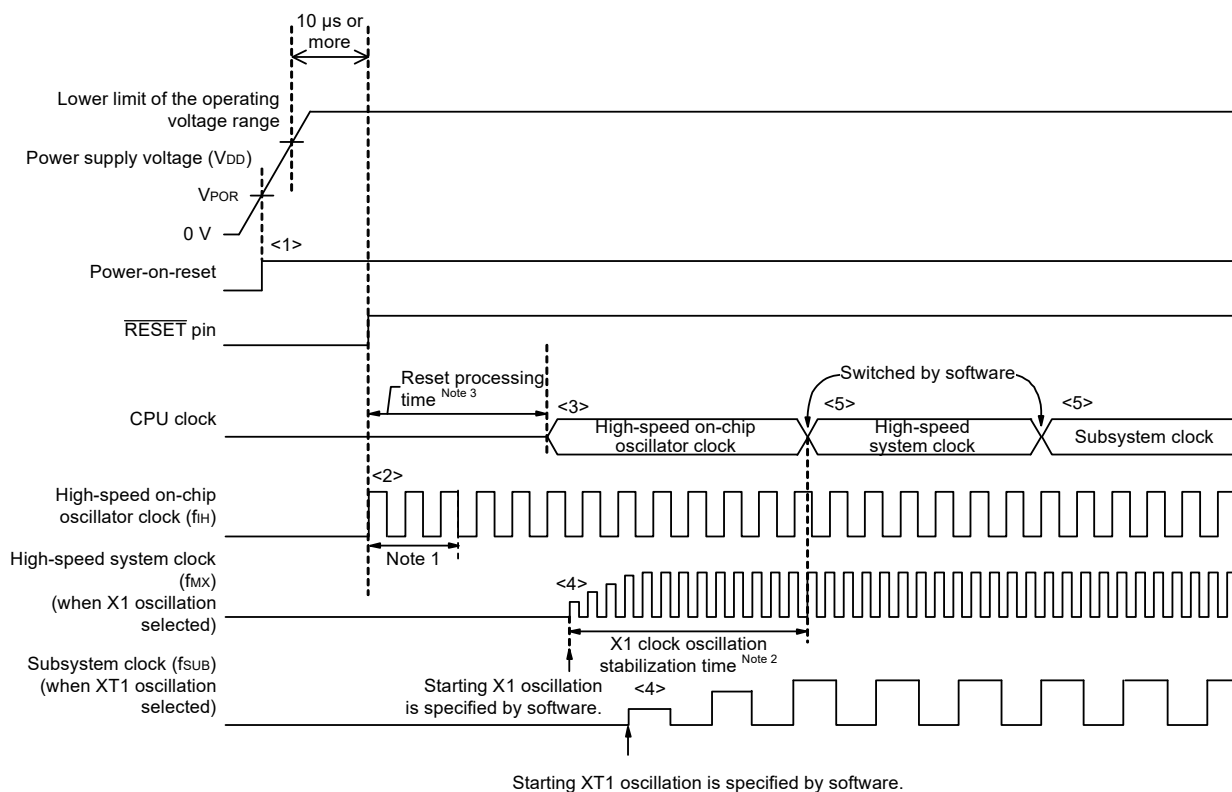 10 µs or
more
Lower limit of the operating
voltage range
Power supply voltage (VDD)
VPOR
0 V
<1>
Power-on-reset
RESET pin
Reset processing
time Note 3
Switched by software
CPU clock
<3>
<5>
<5>
High-speed on-chip
oscillator clock
High-speed
system clock
Subsystem clock
<2>
High-speed on-chip
oscillator clock (fIH)
Note 1
High-speed system clock
(fMX)
(when X1 oscillation
selected)
<4>
X1 clock oscillation
stabilization time Note 2
Subsystem clock (fSUB)
(when XT1 oscillation
selected)
Starting X1 oscillation
is specified by software.
<4>
Starting XT1 oscillation is specified by software.